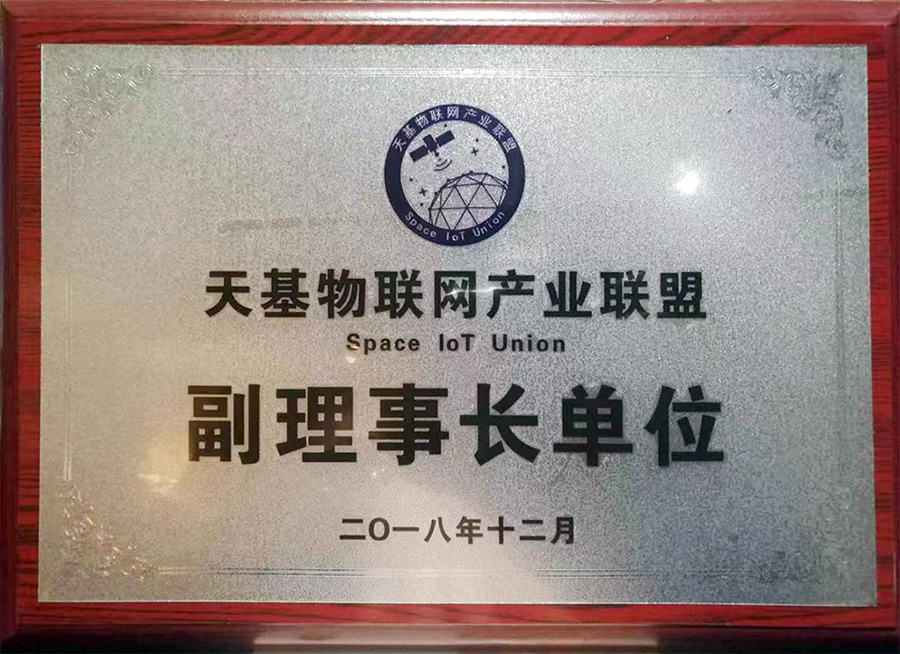 天基物联网产业联盟
Space IoT Union
天基物联网产业联盟
Space IoT Union
副理事长单位
二〇一八年十二月